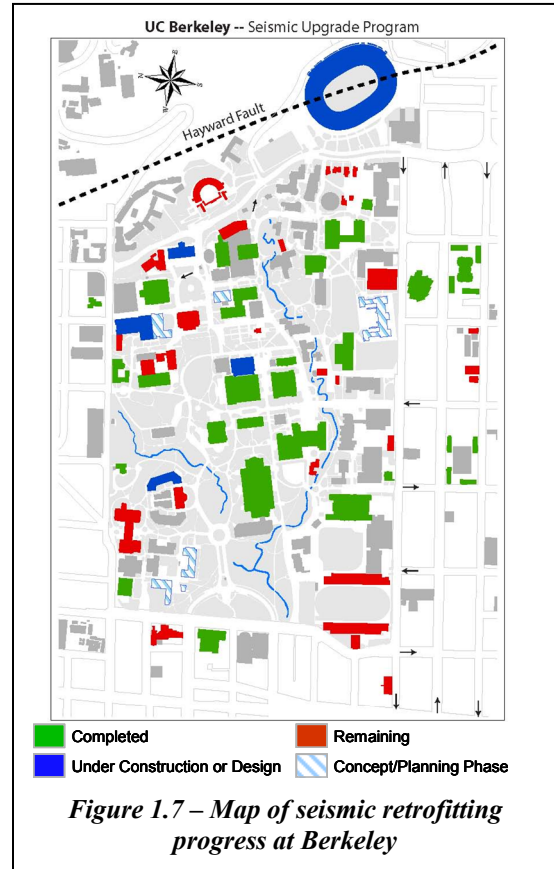 UC Berkeley -- Seismic Upgrade Program
Hayward Fault
Completed
Remaining
Under Construction or Design
Concept/Planning Phase
Figure 1.7 – Map of seismic retrofitting
progress at Berkeley